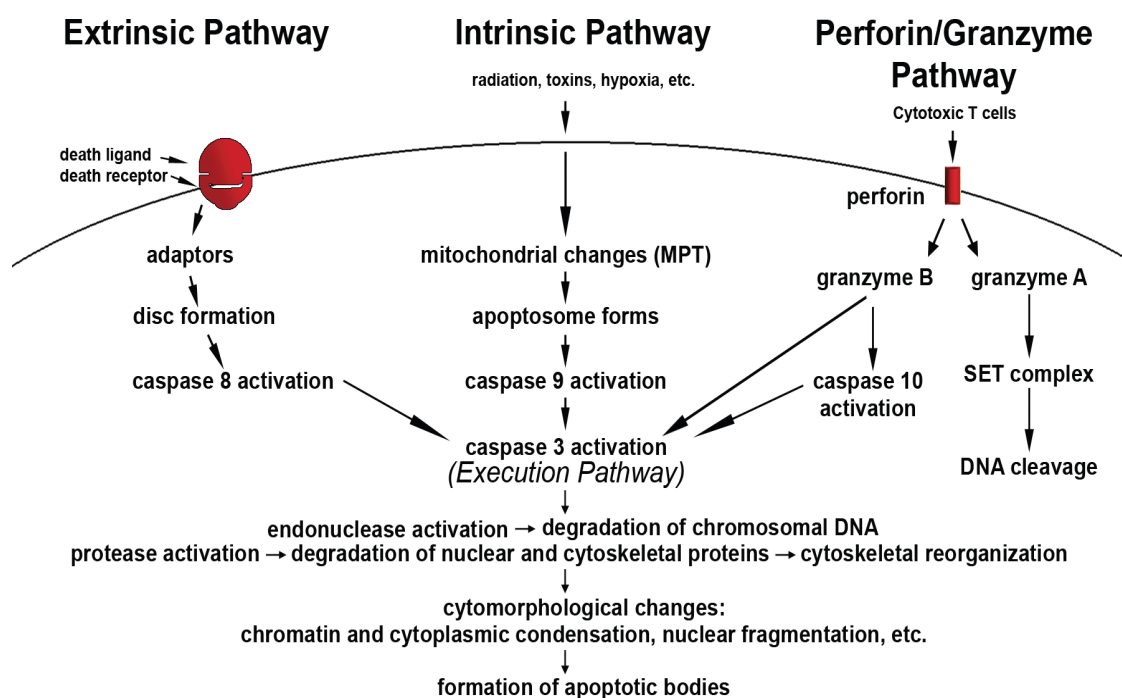 Extrinsic Pathway
Intrinsic Pathway
Perforin/Granzyme
Pathway
radiation, toxins, hypoxia, etc.
Cytotoxic T cells
death ligand
death receptor
perforin
adaptors
mitochondrial changes (MPT)
granzyme B
granzyme A
disc formation
apoptosome forms
caspase 8 activation
caspase 9 activation
caspase 10
activation
SET complex
caspase 3 activation
(Execution Pathway)
DNA cleavage
endonuclease activation → degradation of chromosomal DNA
protease activation → degradation of nuclear and cytoskeletal proteins → cytoskeletal reorganization
cytomorphological changes:
chromatin and cytoplasmic condensation, nuclear fragmentation, etc.
formation of apoptotic bodies